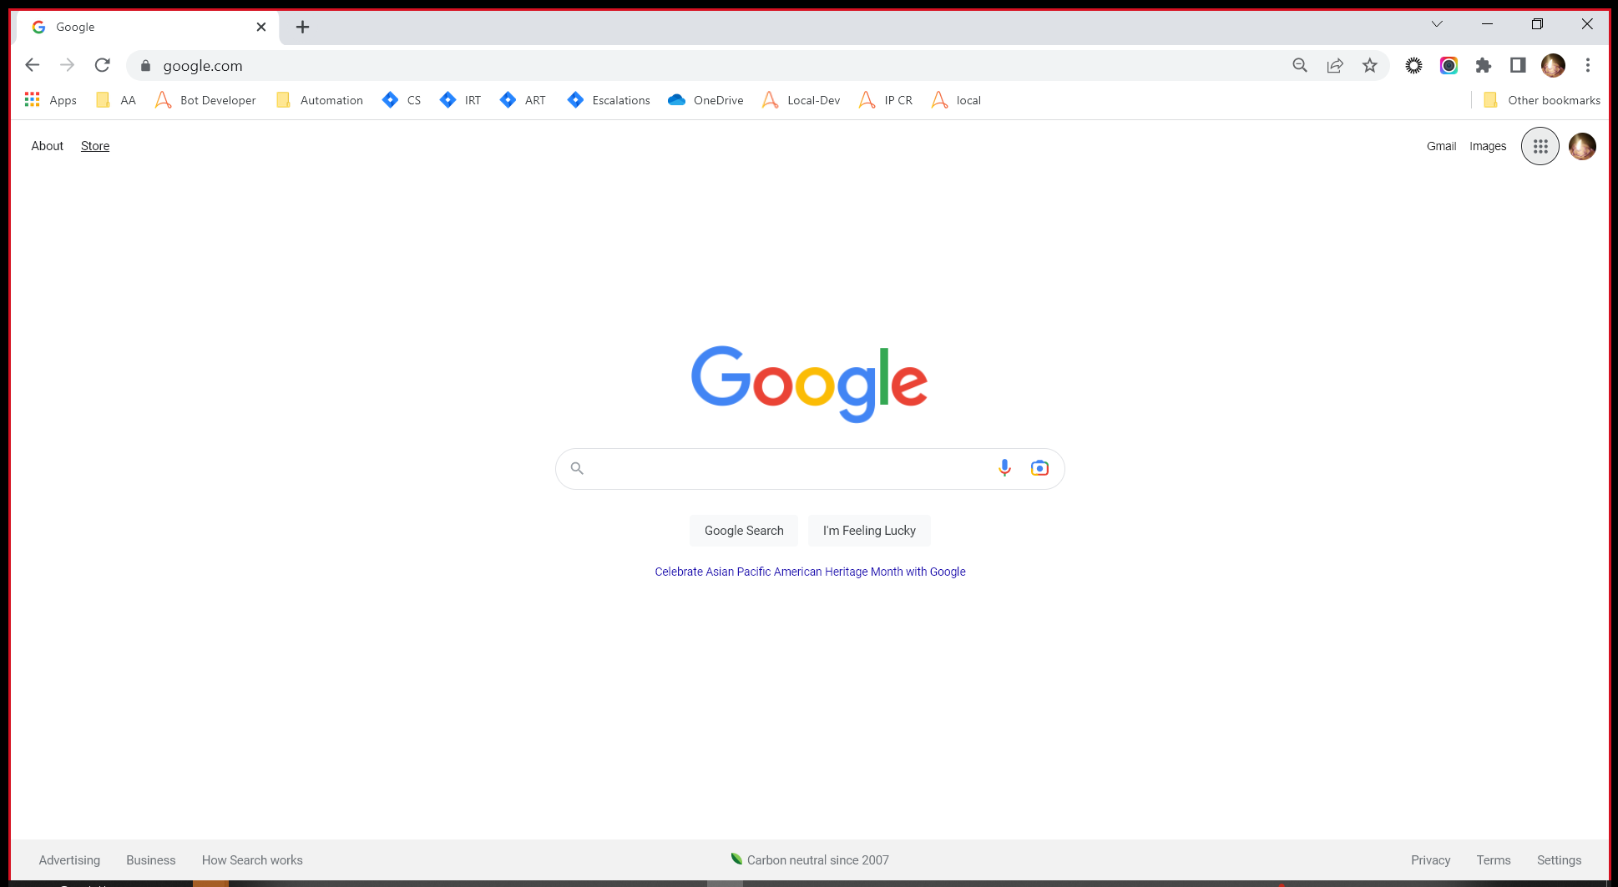 Google
google.com
Apps AA Bot Developer Automation CS IRT ART Escalations OneDrive Local-Dev IP CR local Other bookmarks
About Store Gmail Images
Google
Google Search I'm Feeling Lucky
Celebrate Asian Pacific American Heritage Month with Google
Advertising Business How Search works Carbon neutral since 2007 Privacy Terms Settings